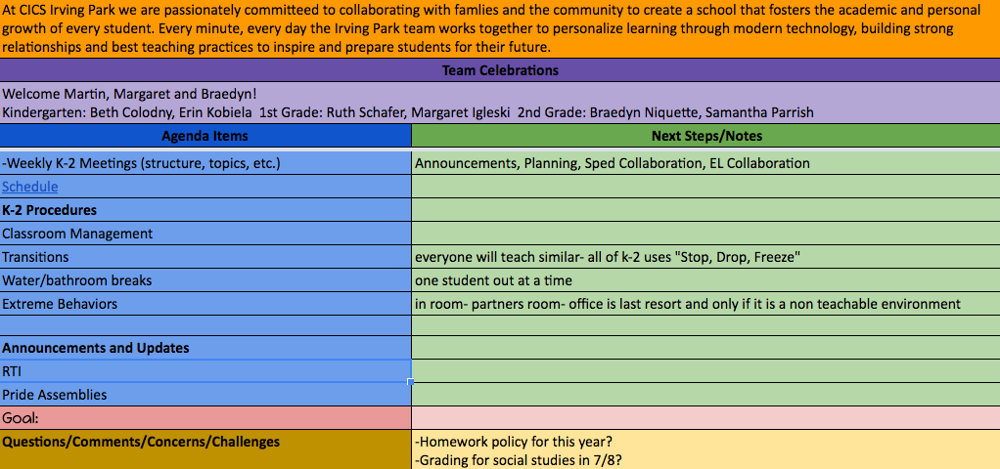 At CICS Irving Park we are passionately committeed to collaborating with famlies and the community to create a school that fosters the academic and personal
growth of every student. Every minute, every day the Irving Park team works together to personalize learning through modern technology, building strong
relationships and best teaching practices to inspire and prepare students for their future.
Team Celebrations
Welcome Martin, Margaret and Braedyn!
Kindergarten: Beth Colodny, Erin Kobiela  1st Grade: Ruth Schafer, Margaret Igleski  2nd Grade: Braedyn Niquette, Samantha Parrish
Agenda Items Next Steps/Notes
-Weekly K-2 Meetings (structure, topics, etc.) Announcements, Planning, Sped Collaboration, EL Collaboration
Schedule
K-2 Procedures
Classroom Management
Transitions everyone will teach similar- all of k-2 uses "Stop, Drop, Freeze"
Water/bathroom breaks one student out at a time
Extreme Behaviors in room- partners room- office is last resort and only if it is a non teachable environment
Announcements and Updates
RTI
Pride Assemblies
Goal:
Questions/Comments/Concerns/Challenges -Homework policy for this year?
-Grading for social studies in 7/8?